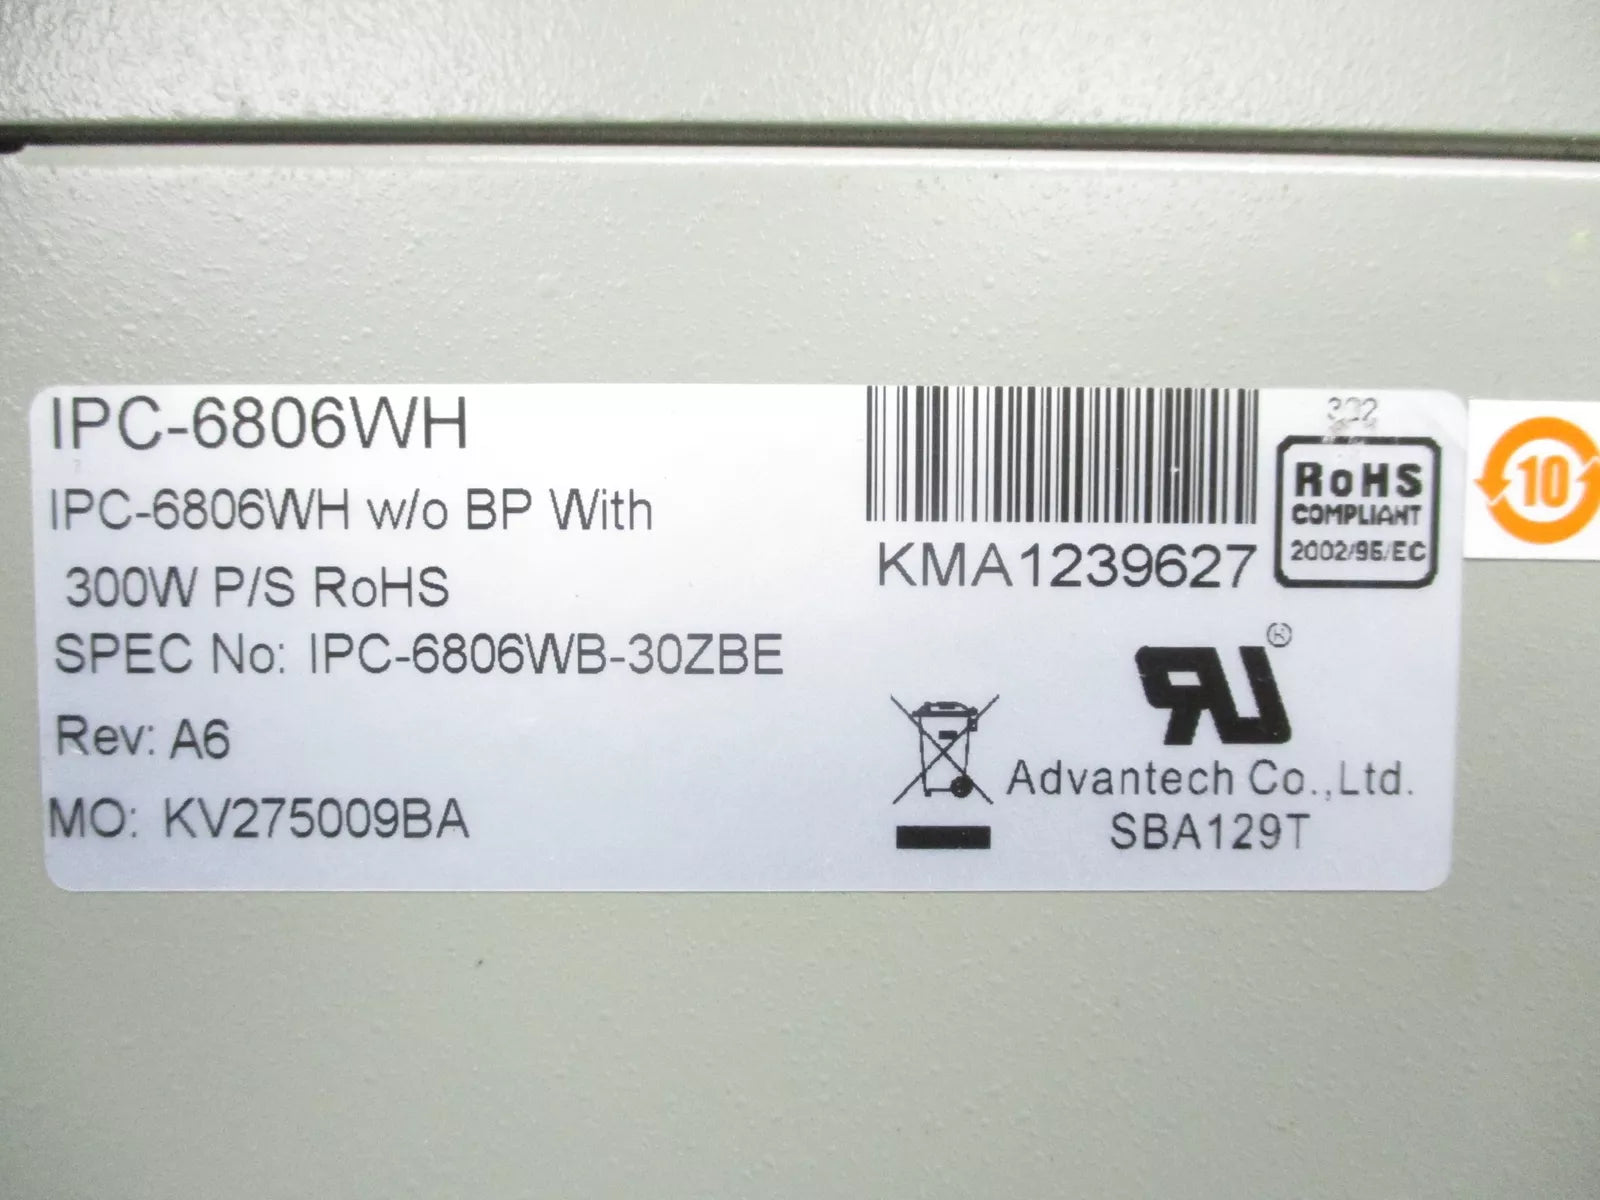 IPC-6806WH
IPC-6806WH w/o BP With
300W P/S RoHS
SPEC No: IPC-6806WB-30ZBE
Rev: A6
MO: KV275009BA
KMA1239627
RoHS
COMPLIANT
2002/95/EC
10
®
Advantech Co.,Ltd.
SBA129T